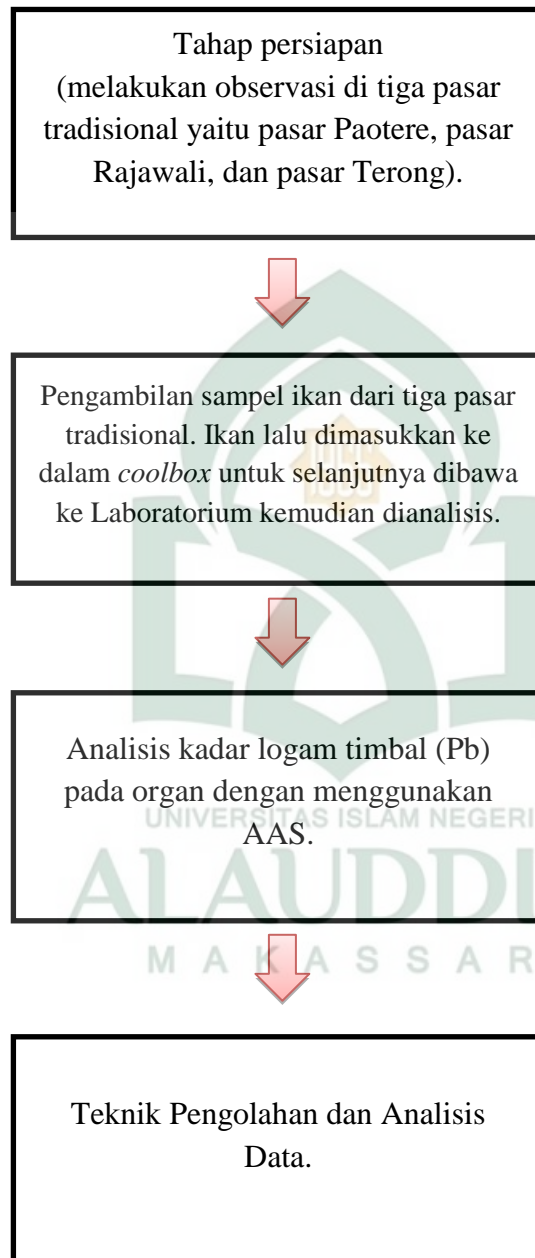 Tahap persiapan
(melakukan observasi di tiga pasar
tradisional yaitu pasar Paotere, pasar
Rajawali, dan pasar Terong).
Pengambilan sampel ikan dari tiga pasar
tradisional. Ikan lalu dimasukkan ke
dalam coolbox untuk selanjutnya dibawa
ke Laboratorium kemudian dianalisis.
Analisis kadar logam timbal (Pb)
pada organ dengan menggunakan
AAS.
UNIVERSITAS ISLAM NEGERI
ALAUDDI
MAKASSAR
Teknik Pengolahan dan Analisis
Data.